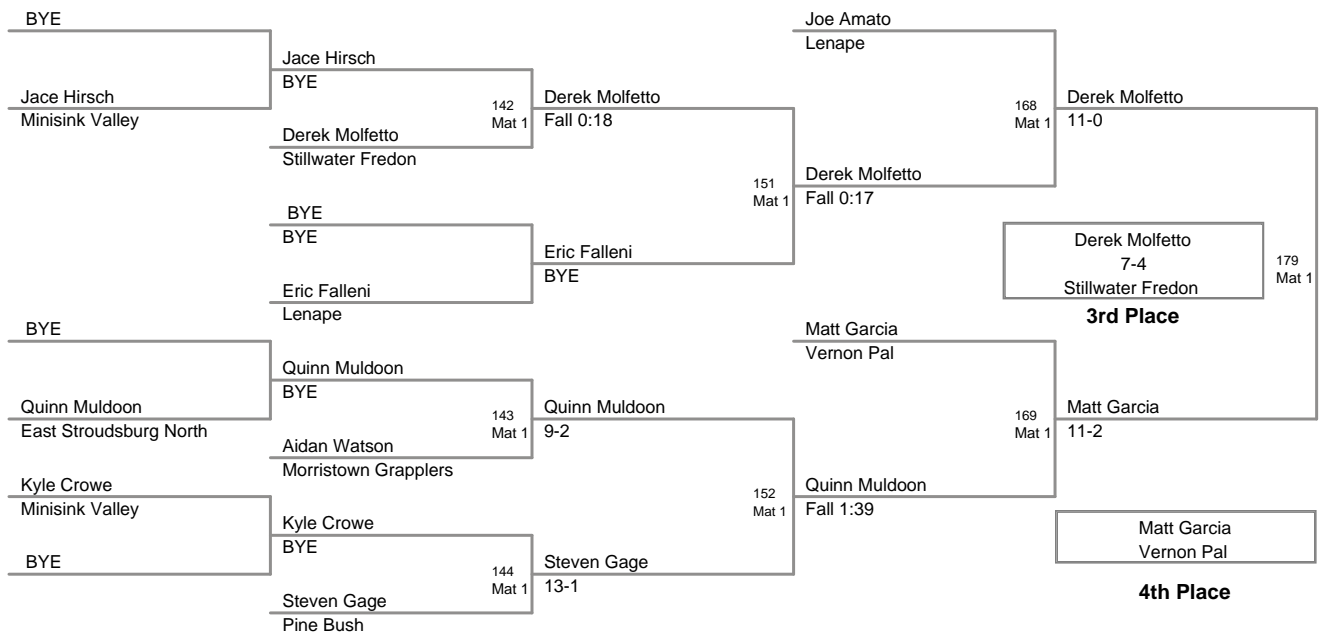 BYE
Jace Hirsch
Minisink Valley
Jace Hirsch
BYE
Derek Molfetto
Stillwater Fredon
142
Mat 1
Derek Molfetto
Fall 0:18
BYE
BYE
Eric Falleni
Lenape
Eric Falleni
BYE
151
Mat 1
Joe Amato
Lenape
Derek Molfetto
Fall 0:17
168
Mat 1
Derek Molfetto
11-0
Derek Molfetto
7-4
Stillwater Fredon
3rd Place
179
Mat 1
BYE
Quinn Muldoon
East Stroudsburg North
Quinn Muldoon
BYE
Aidan Watson
Morristown Grapplers
143
Mat 1
Quinn Muldoon
9-2
Kyle Crowe
Minisink Valley
BYE
Kyle Crowe
BYE
Steven Gage
Pine Bush
144
Mat 1
Steven Gage
13-1
152
Mat 1
Matt Garcia
Vernon Pal
Quinn Muldoon
Fall 1:39
169
Mat 1
Matt Garcia
11-2
Matt Garcia
Vernon Pal
4th Place